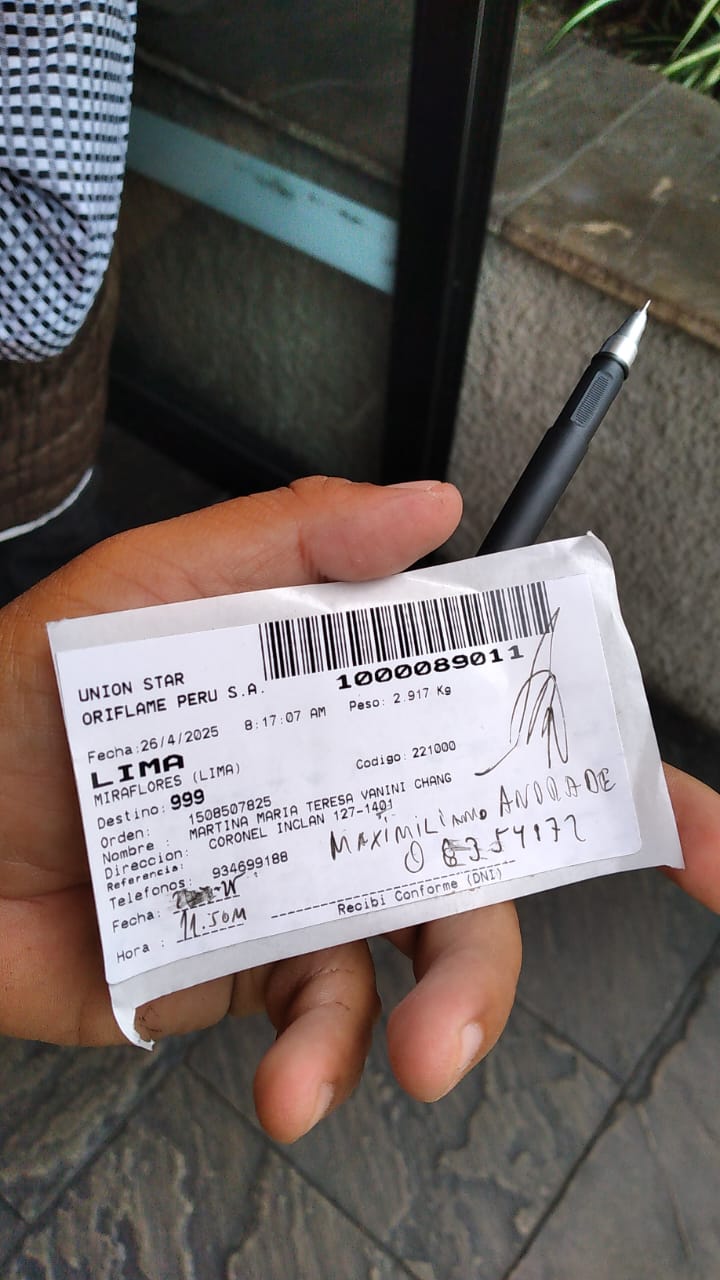 1000089011
UNION STAR
ORIFLAME PERU S.A.
Fecha:26/4/2025 8:17:07 AM Peso: 2.917 Kg
LIMA
MIRAFLORES (LIMA) Codigo: 221000
Destino: 999
Orden: 1508507825
Nombre : MARTINA MARIA TERESA VANINI CHANG
Direccion: CORONEL INCLAN 127-1401
Referencia:
MAXIMILIANO ANDRADE
Telefonos: 934699188
Fecha:
Hora : 11.50M
Recibi Conforme (DNI)